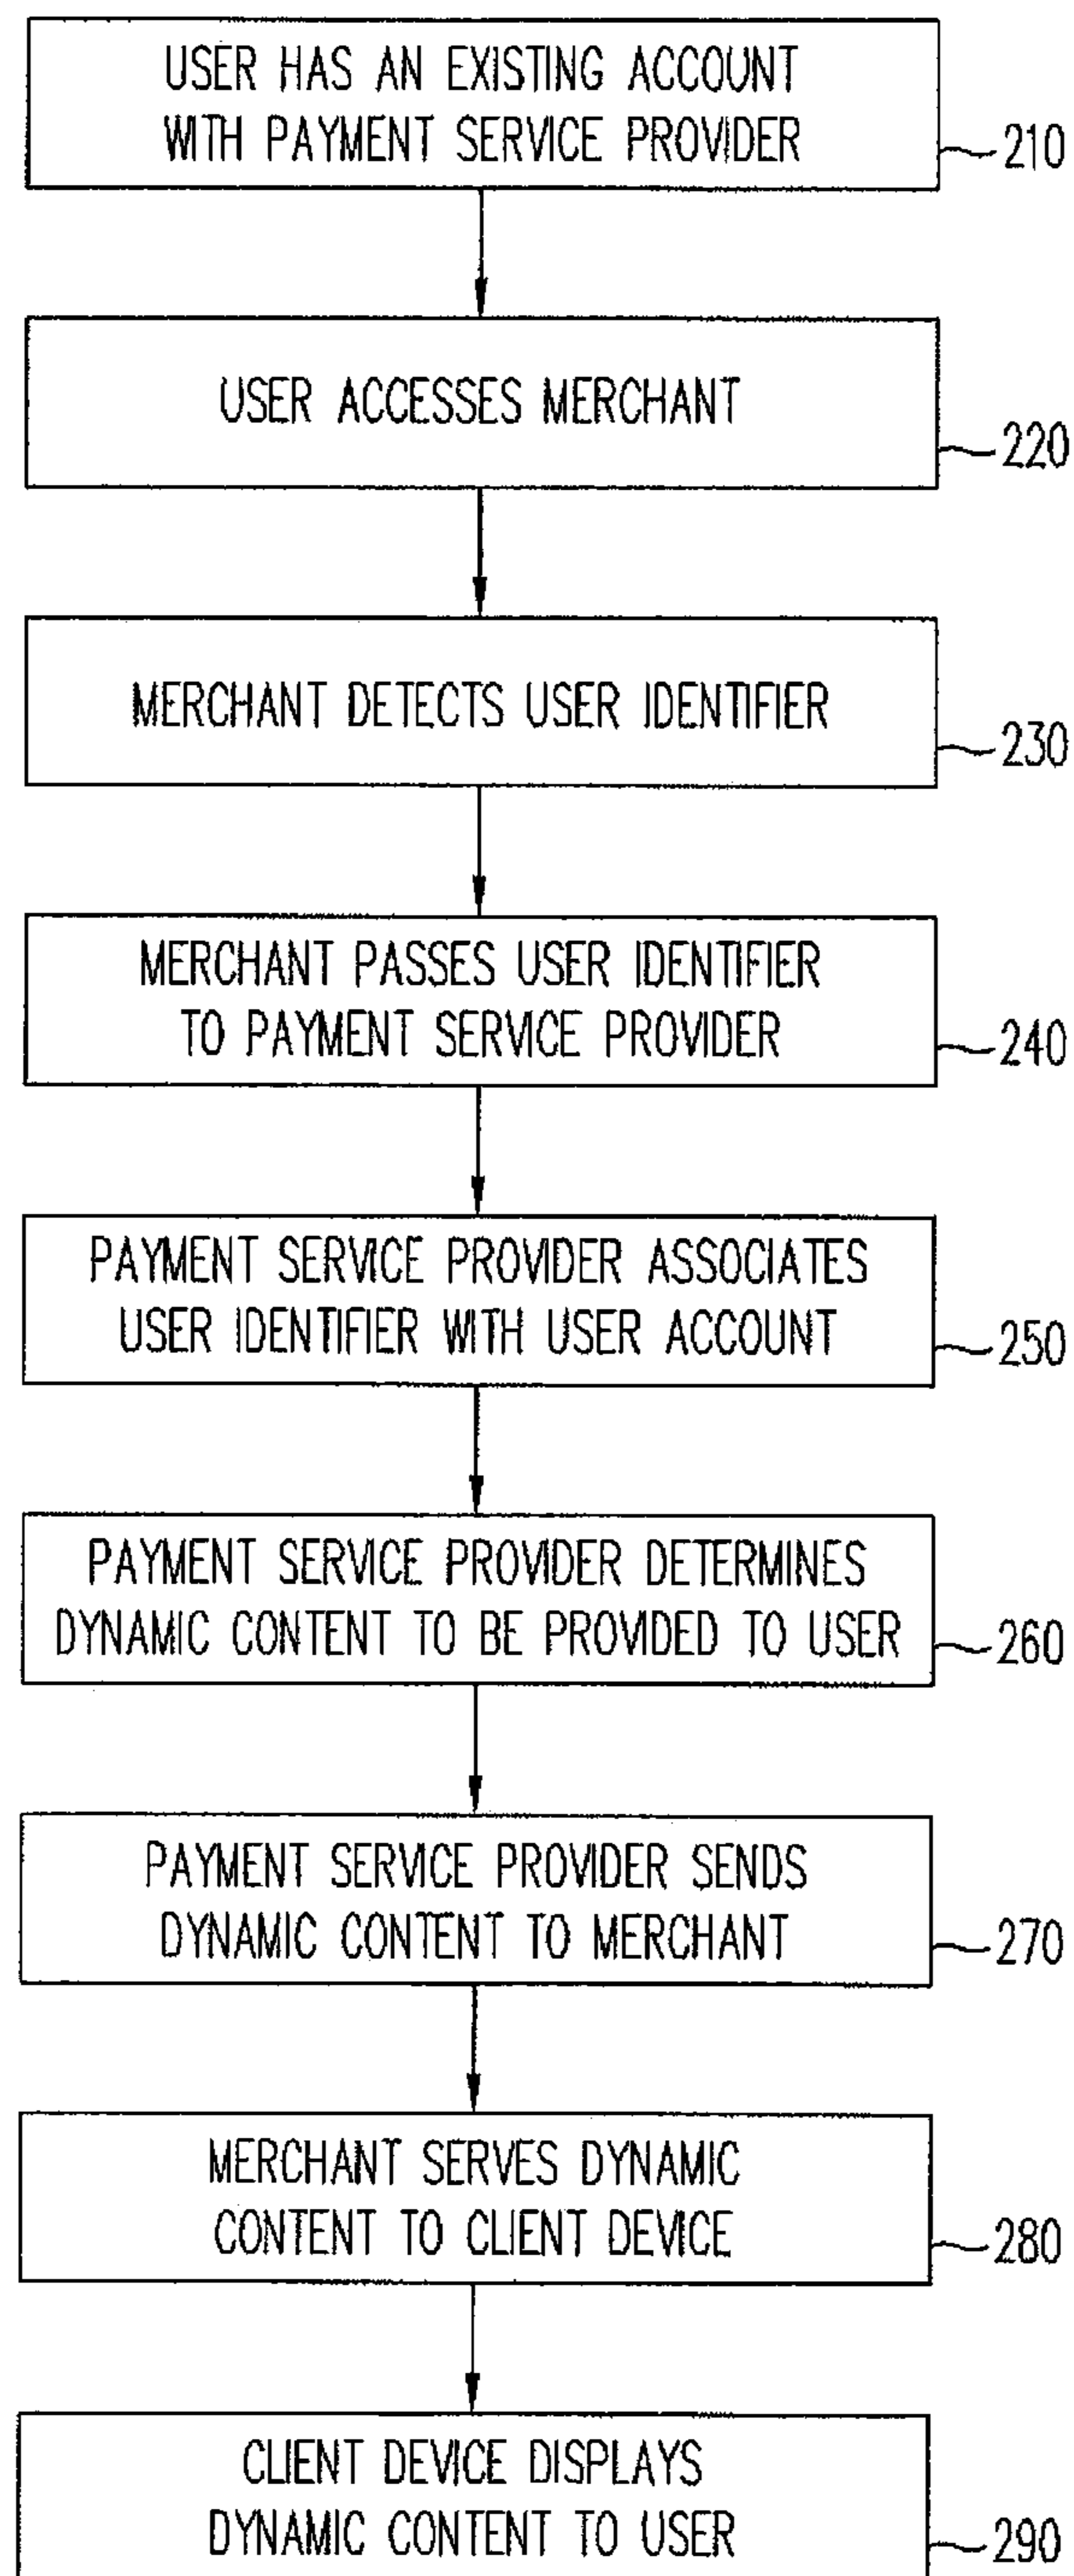 USER HAS AN EXISTING ACCOUNT
WITH PAYMENT SERVICE PROVIDER
210
USER ACCESSES MERCHANT
220
MERCHANT DETECTS USER IDENTIFIER
230
MERCHANT PASSES USER IDENTIFIER
TO PAYMENT SERVICE PROVIDER
240
PAYMENT SERVICE PROVIDER ASSOCIATES
USER IDENTIFIER WITH USER ACCOUNT
250
PAYMENT SERVICE PROVIDER DETERMINES
DYNAMIC CONTENT TO BE PROVIDED TO USER
260
PAYMENT SERVICE PROVIDER SENDS
DYNAMIC CONTENT TO MERCHANT
270
MERCHANT SERVES DYNAMIC
CONTENT TO CLIENT DEVICE
280
CLIENT DEVICE DISPLAYS
DYNAMIC CONTENT TO USER
290